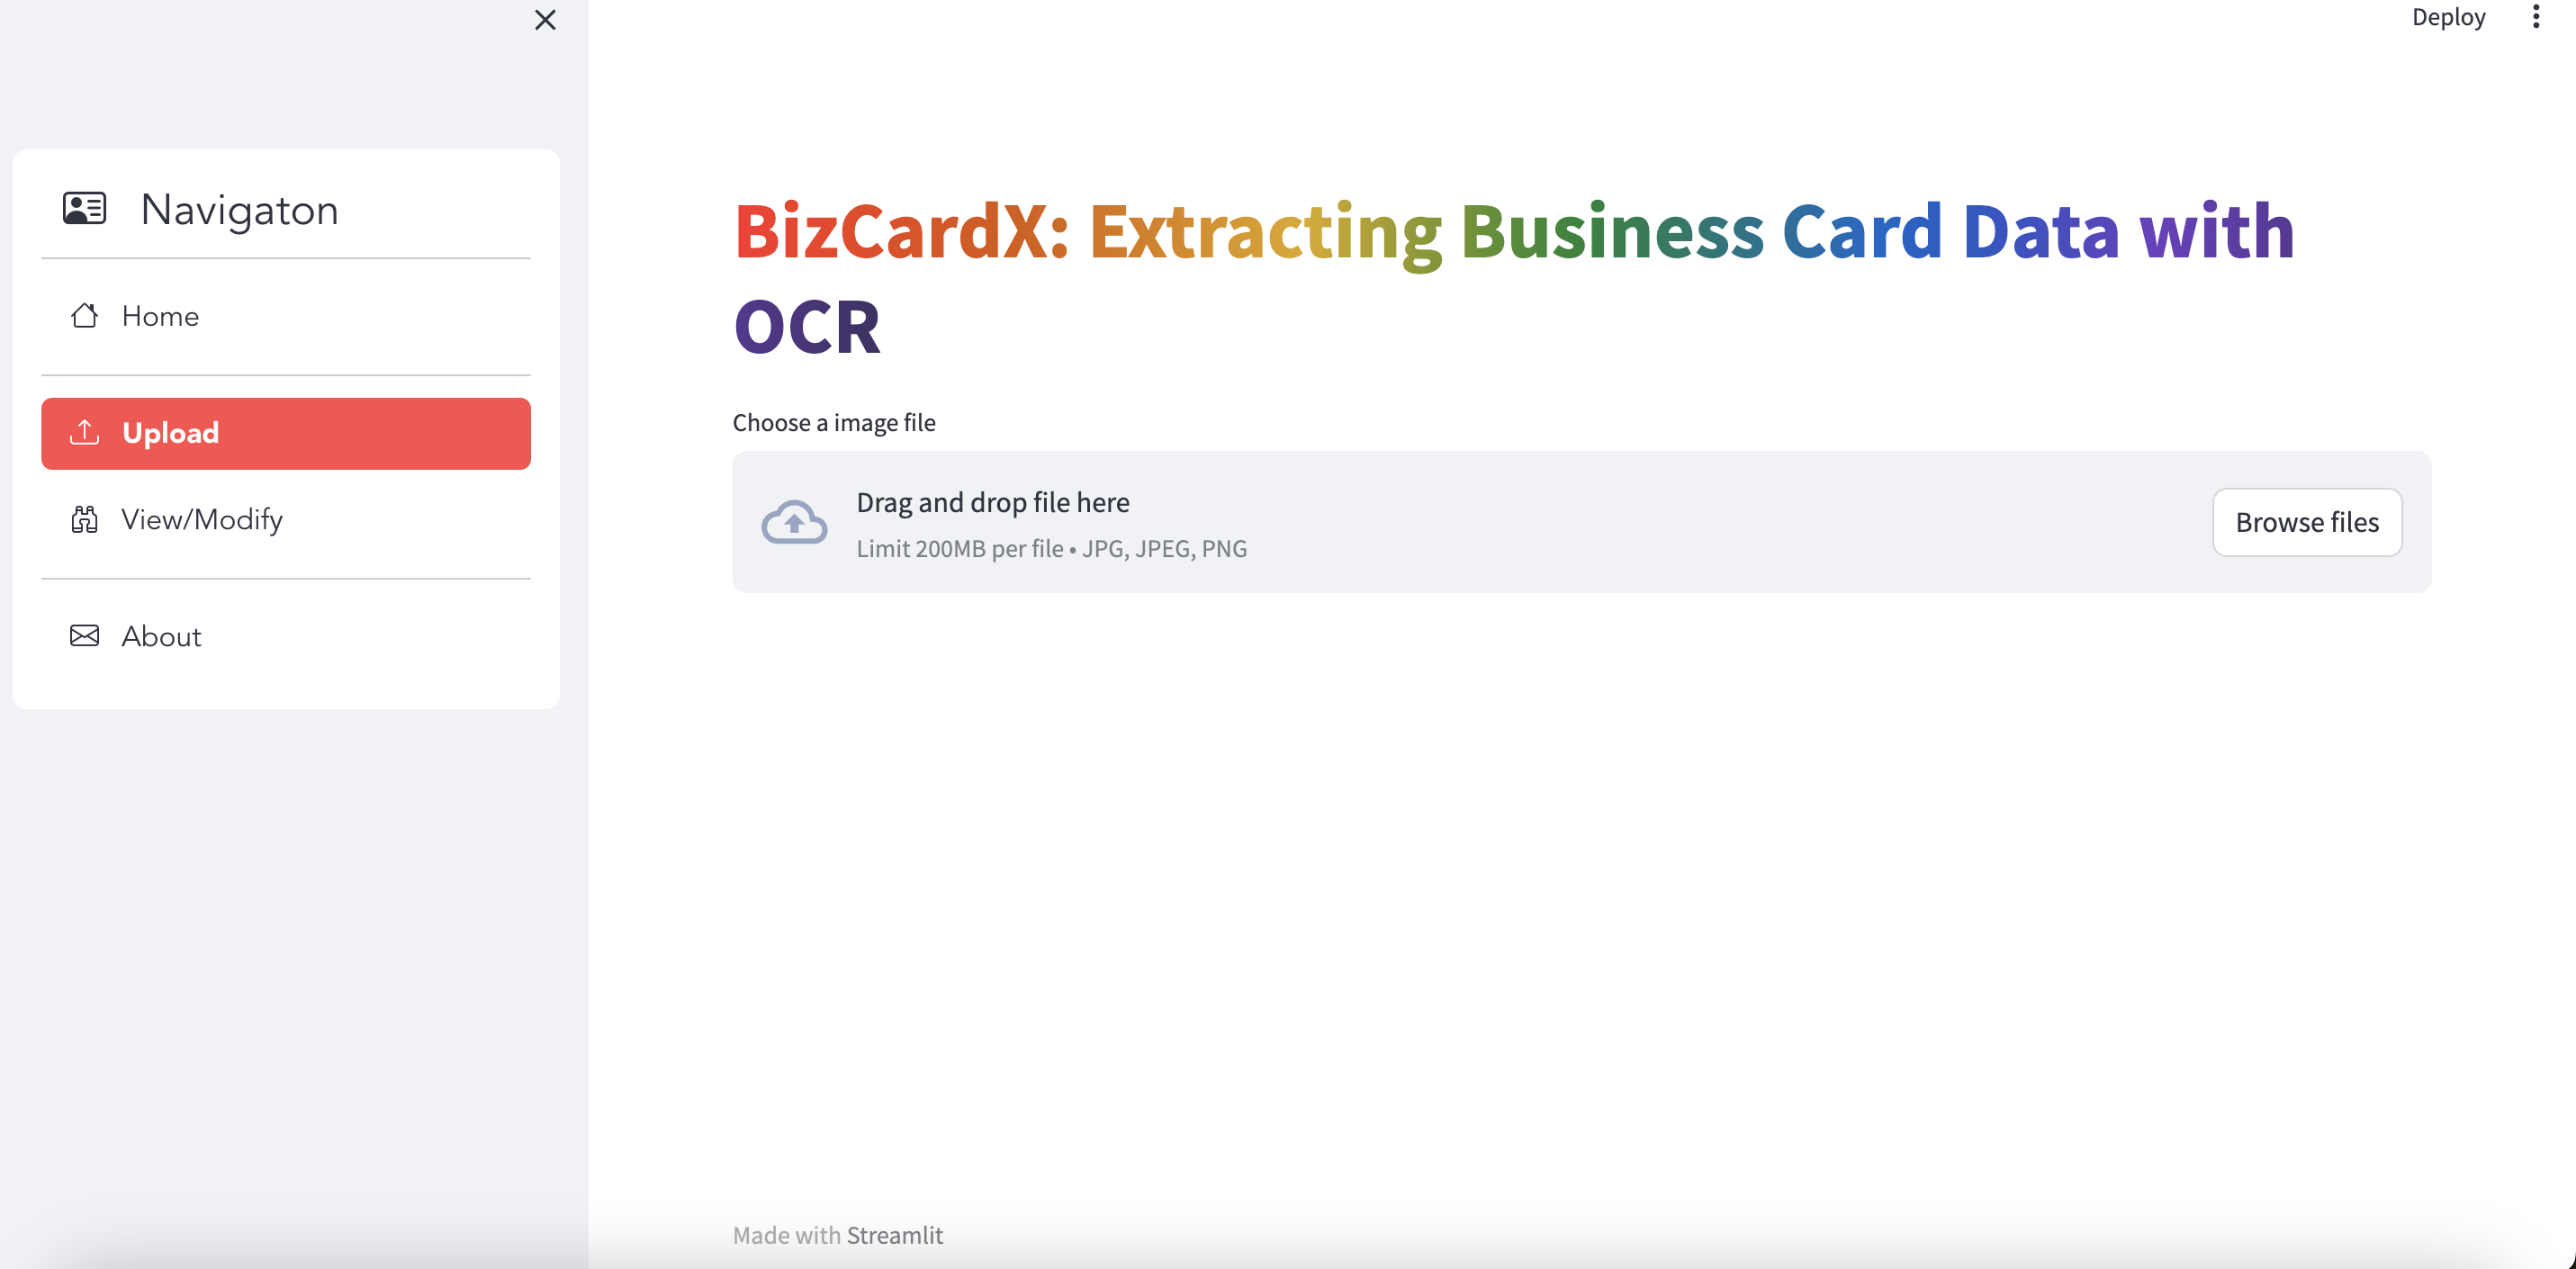 Deploy
Navigaton
Home
Upload
View/Modify
About
BizCardX: Extracting Business Card Data with
OCR
Choose a image file
Drag and drop file here
Limit 200MB per file • JPG, JPEG, PNG
Browse files
Made with Streamlit